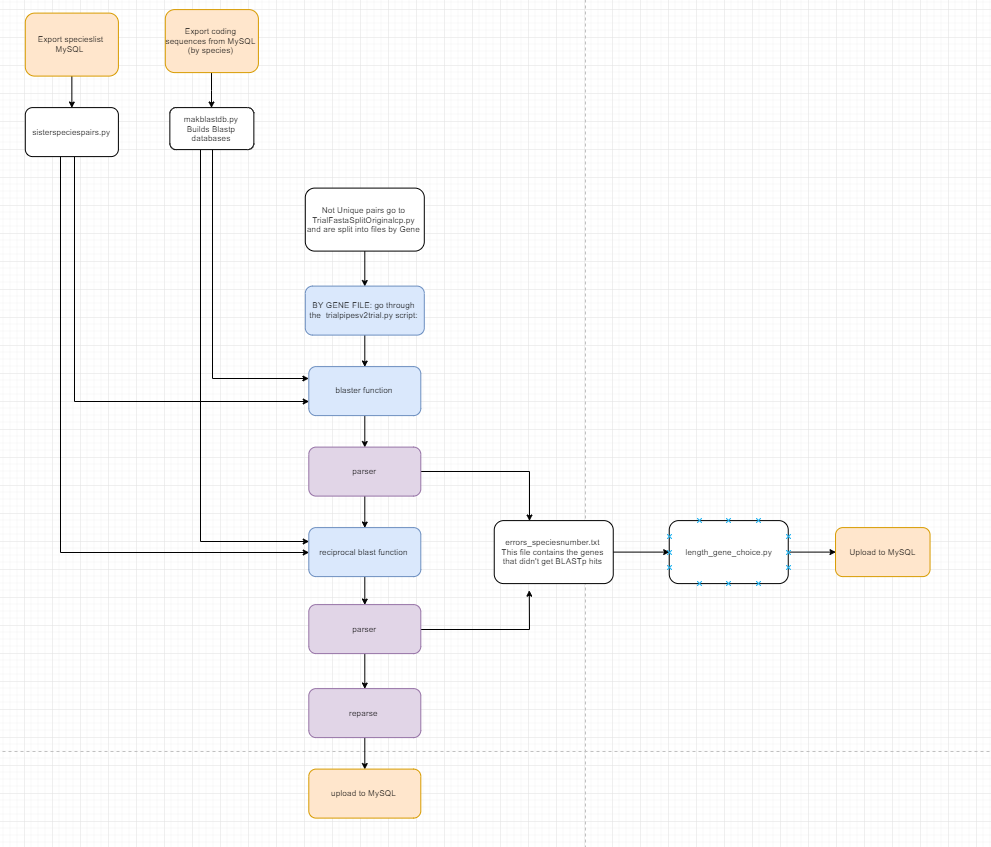 Export specieslist
MySQL
Export coding
sequences from MySQL
(by species)
sisterspeciespairs.py
makblastdb.py
Builds Blastp
databases
Not Unique pairs go to
TrialFastaSplitOriginalcp.py
and are split into files by Gene
BY GENE FILE: go through
the trialpipesv2trial.py script:
blaster function
parser
reciprocal blast function
errors_speciesnumber.txt
This file contains the genes
that didn't get BLASTp hits
length_gene_choice.py
Upload to MySQL
parser
reparse
upload to MySQL